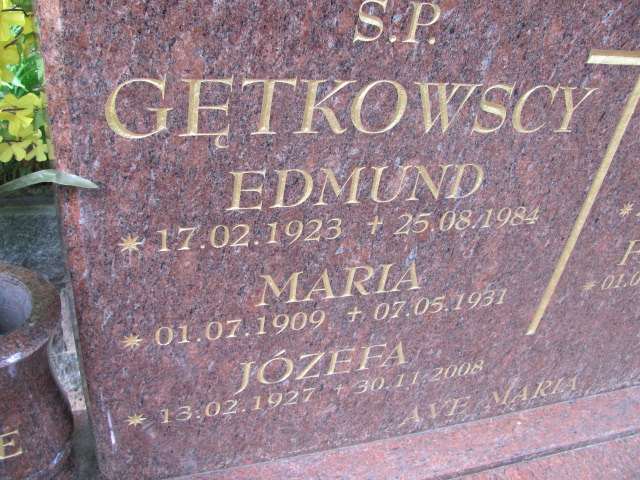 S.P.
GĘTKOWSCY
EDMUND
* 17.02.1923 + 25.08.1984
MARIA
* 01.07.1909 + 07.05.1931
JÓZEFA
* 13.02.1927 + 30.11.2008
AVE MARIA